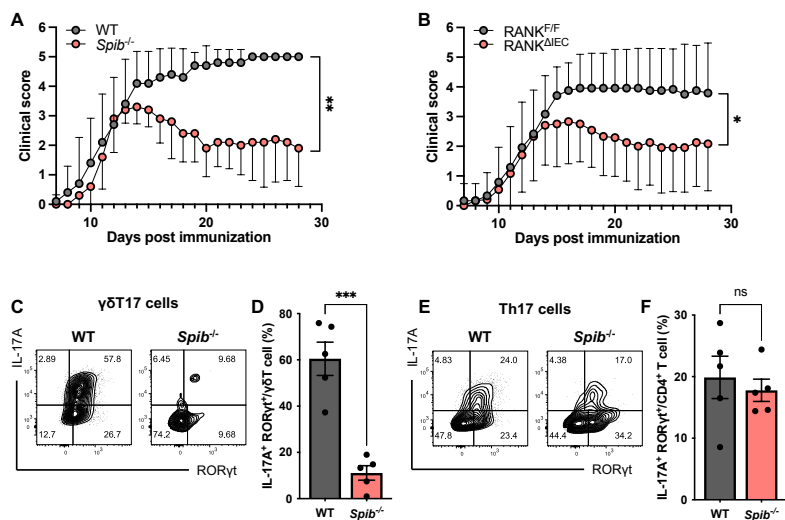 A
WT
Spib-/-
Clinical score
6
5
4
3
2
1
0
10
20
30
Days post immunization
**
B
RANKF/F
RANKΔIEC
Clinical score
6
5
4
3
2
1
0
10
20
30
Days post immunization
*
C
γδT17 cells
WT
Spib-/-
IL-17A
2.89
57.8
12.7
26.7
6.45
9.68
74.2
9.68
RORγt
D
***
IL-17A+ RORγt+/γδT cell (%)
80
60
40
20
0
WT
Spib-/-
E
Th17 cells
WT
Spib-/-
IL-17A
4.83
24.0
47.8
23.4
4.38
17.0
44.4
34.2
RORγt
F
ns
IL-17A+ RORγt+/CD4+ T cell (%)
30
20
10
0
WT
Spib-/-